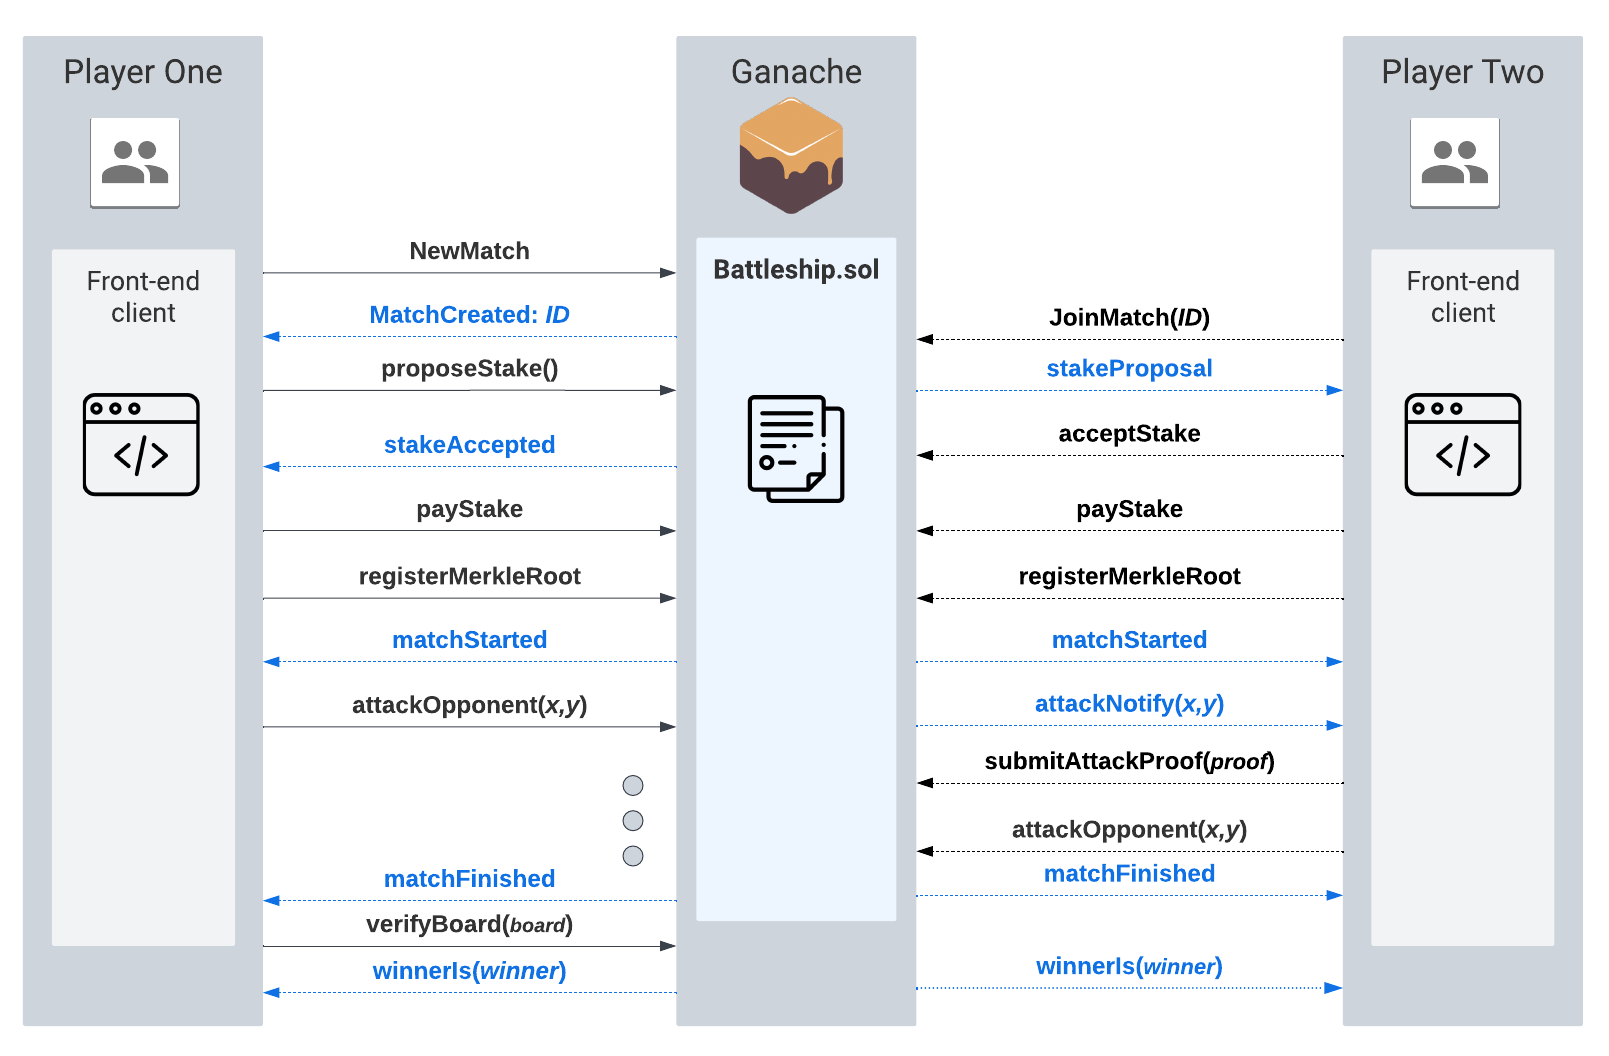 Player One
Ganache
Player Two
Front-end
client
Battleship.sol
Front-end
client
NewMatch
MatchCreated: ID
JoinMatch(ID)
proposeStake()
stakeProposal
acceptStake
stakeAccepted
payStake
payStake
registerMerkleRoot
registerMerkleRoot
matchStarted
matchStarted
attackOpponent(x,y)
attackNotify(x,y)
submitAttackProof(proof)
attackOpponent(x,y)
matchFinished
matchFinished
verifyBoard(board)
winnerIs(winner)
winnerIs(winner)